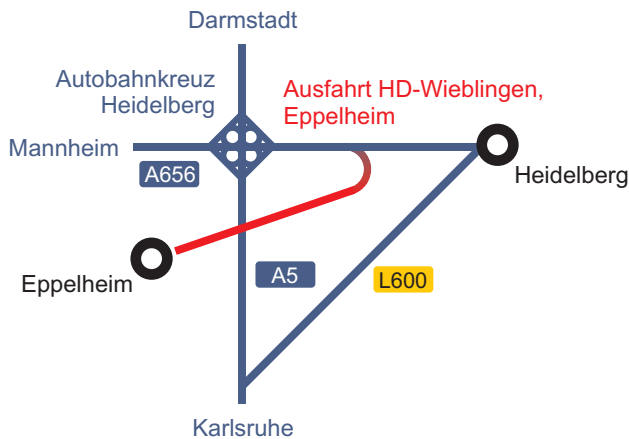 Darmstadt
Autobahnkreuz
Heidelberg
Ausfahrt HD-Wieblingen,
Eppelheim
Mannheim
A656
Heidelberg
Eppelheim
A5
L600
Karlsruhe